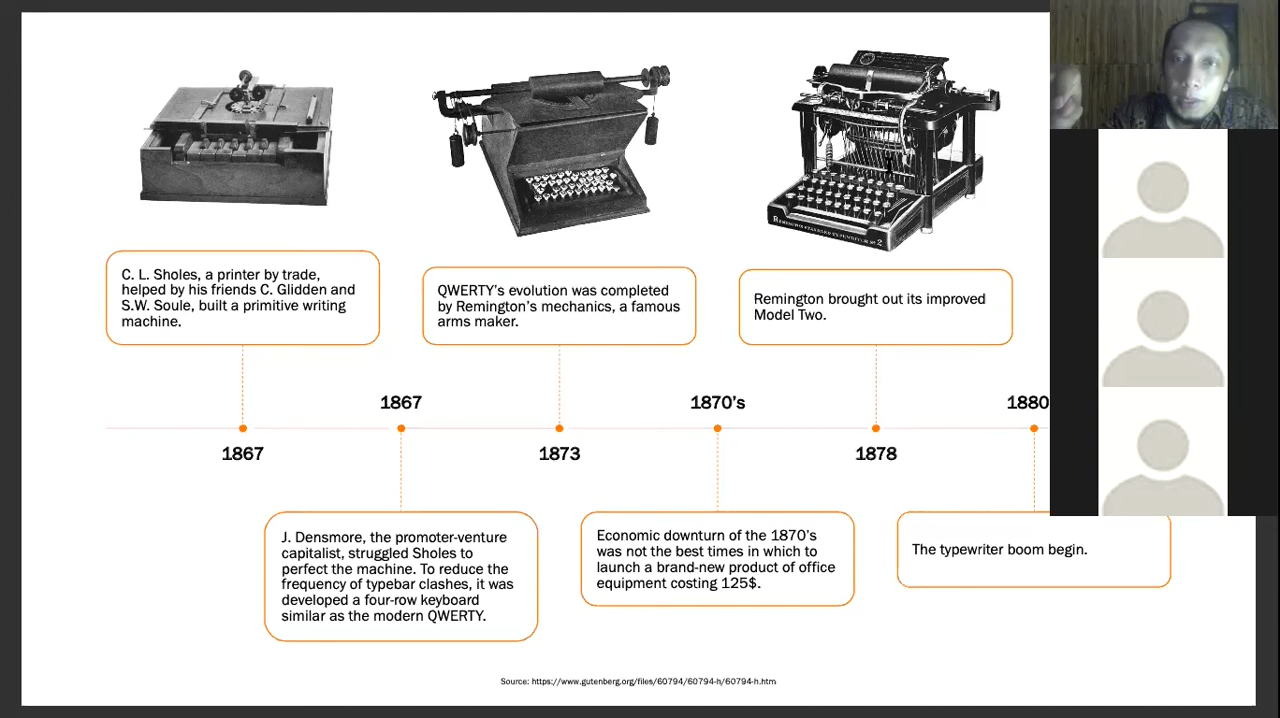 REMINGTON STANDARD TYPEWRITER No 2
C. L. Sholes, a printer by trade,
helped by his friends C. Glidden and
S.W. Soule, built a primitive writing
machine.
QWERTY's evolution was completed
by Remington's mechanics, a famous
arms maker.
Remington brought out its improved
Model Two.
1867
1870's
1880
1867
1873
1878
J. Densmore, the promoter-venture
capitalist, struggled Sholes to
perfect the machine. To reduce the
frequency of typebar clashes, it was
developed a four-row keyboard
similar as the modern QWERTY.
Economic downturn of the 1870's
was not the best times in which to
launch a brand-new product of office
equipment costing 125$.
The typewriter boom begin.
Source: https://www.gutenberg.org/files/60794/60794-h/60794-h.htm